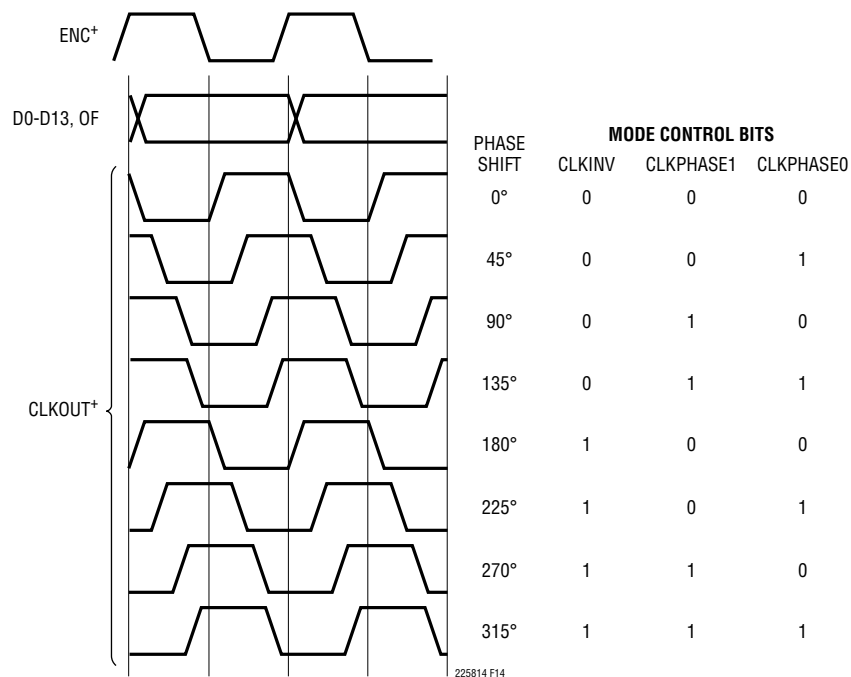 ENC+
D0-D13, OF
CLKOUT+
PHASE SHIFT
MODE CONTROL BITS
CLKINV CLKPHASE1 CLKPHASE0
0° 0 0 0
45° 0 0 1
90° 0 1 0
135° 0 1 1
180° 1 0 0
225° 1 0 1
270° 1 1 0
315° 1 1 1
225814 F14